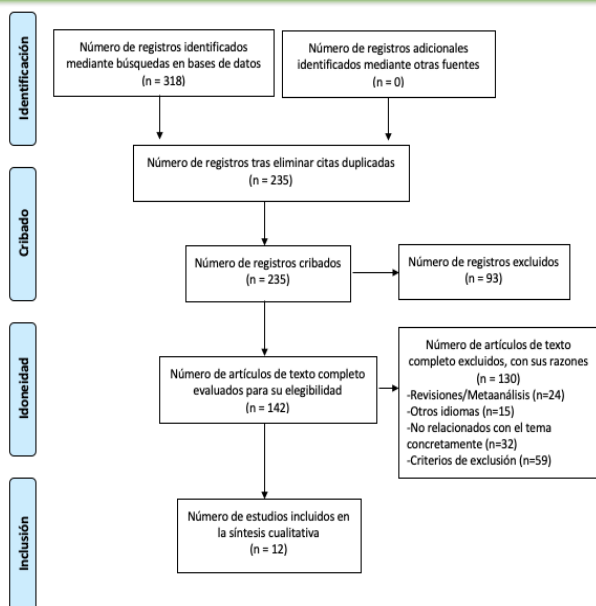 Identificación
Número de registros identificados
mediante búsquedas en bases de datos
(n = 318)
Número de registros adicionales
identificados mediante otras fuentes
(n = 0)
Número de registros tras eliminar citas duplicadas
(n = 235)
Cribado
Número de registros cribados
(n = 235)
Número de registros excluidos
(n = 93)
Idoneidad
Número de artículos de texto completo
evaluados para su elegibilidad
(n = 142)
Número de artículos de texto
completo excluidos, con sus razones
(n = 130)
-Revisiones/Metaanálisis (n=24)
-Otros idiomas (n=15)
-No relacionados con el tema
concretamente (n=32)
-Criterios de exclusión (n=59)
Inclusión
Número de estudios incluidos en
la síntesis cualitativa
(n = 12)